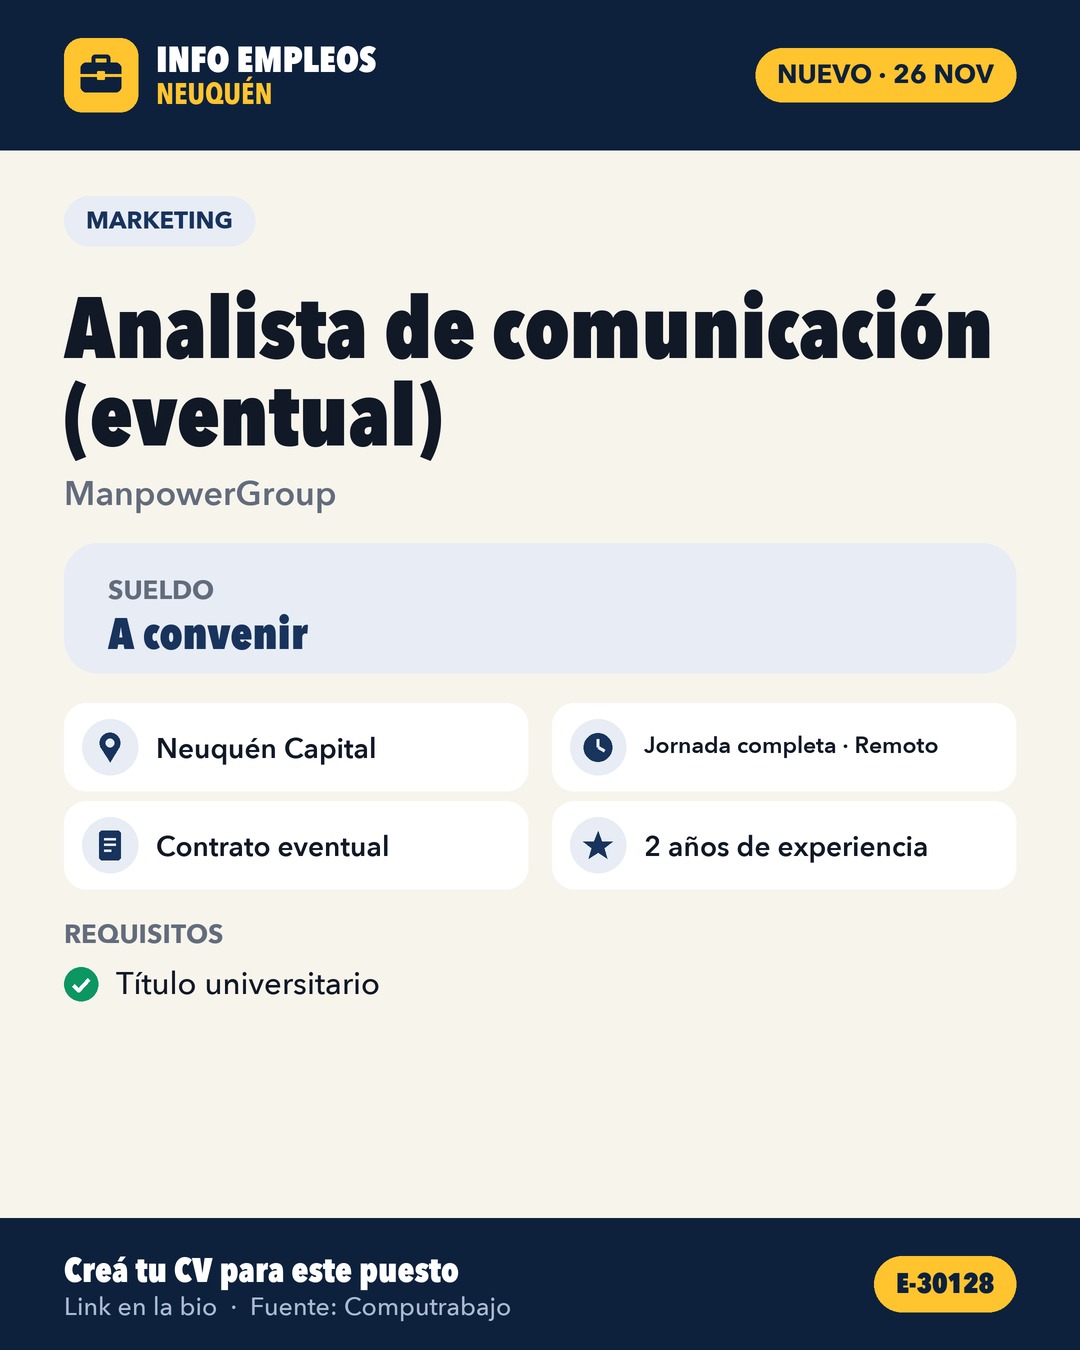 INFO EMPLEOS
NEUQUÉN
NUEVO · 26 NOV
MARKETING
Analista de comunicación
(eventual)
ManpowerGroup
SUELDO
A convenir
Neuquén Capital
Jornada completa · Remoto
Contrato eventual
2 años de experiencia
REQUISITOS
Título universitario
Creá tu CV para este puesto
Link en la bio · Fuente: Computrabajo
E-30128